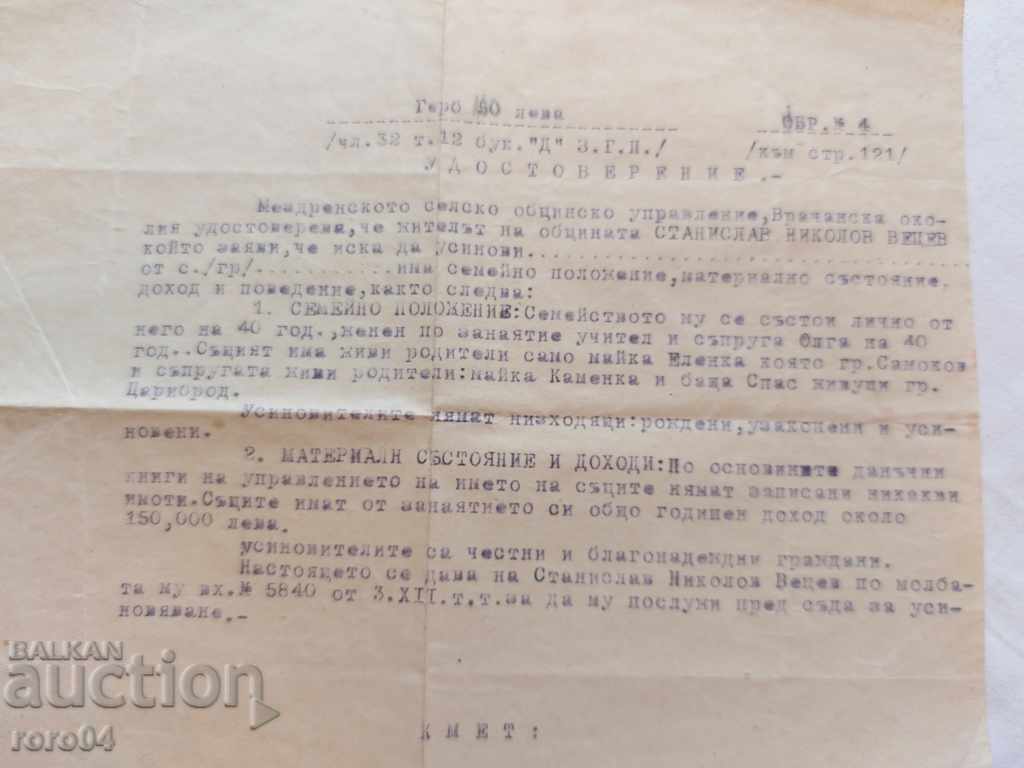 Герб 50 лева ОБР.№ 4
/чл.32 т.12 бук."Д" З.Г.П./ /към стр.121/
УДОСТОВЕРЕНИЕ.-
Мездренското селско общинско управление,Врачанска око-
лия удостоверява,че жителът на общината СТАНИСЛАВ НИКОЛОВ ВЕЦЕВ
който заяви,че иска да усинови..............................
от с./гр/............има семейно положение,материално състояние,
доход и поведение,както следва:
1. СЕМЕЙНО ПОЛОЖЕНИЕ:Семейството му се състои лично от
него на 40 год.,женен по занаятие учител и съпруга Олга на 40
год..Същият има живи родители само майка Еленка която гр.Самоков
и съпругата живи родители:майка Каменка и баща Спас живущи гр.
Цариброд.
Усиновителите нямат низходящи:рождени,узаконени и уси-
новени.
2. МАТЕРИАЛН СЪСТОЯНИЕ И ДОХОДИ:По основините данъчни
книги на управлението на името на същите нямат записани никакви
имоти.Същите имат от занаятието си общо годишен доход около
150,000 лева.
усиновителите са честни и благонадеждни граждани.
Настоящето се дава на Станислав Николов Вецев по молба-
та му вх.№ 5840 от 3.XII.т.г.за да му послужи пред съда за уси-
новяване.-
КМЕТ:
BALKAN
auction
roro04